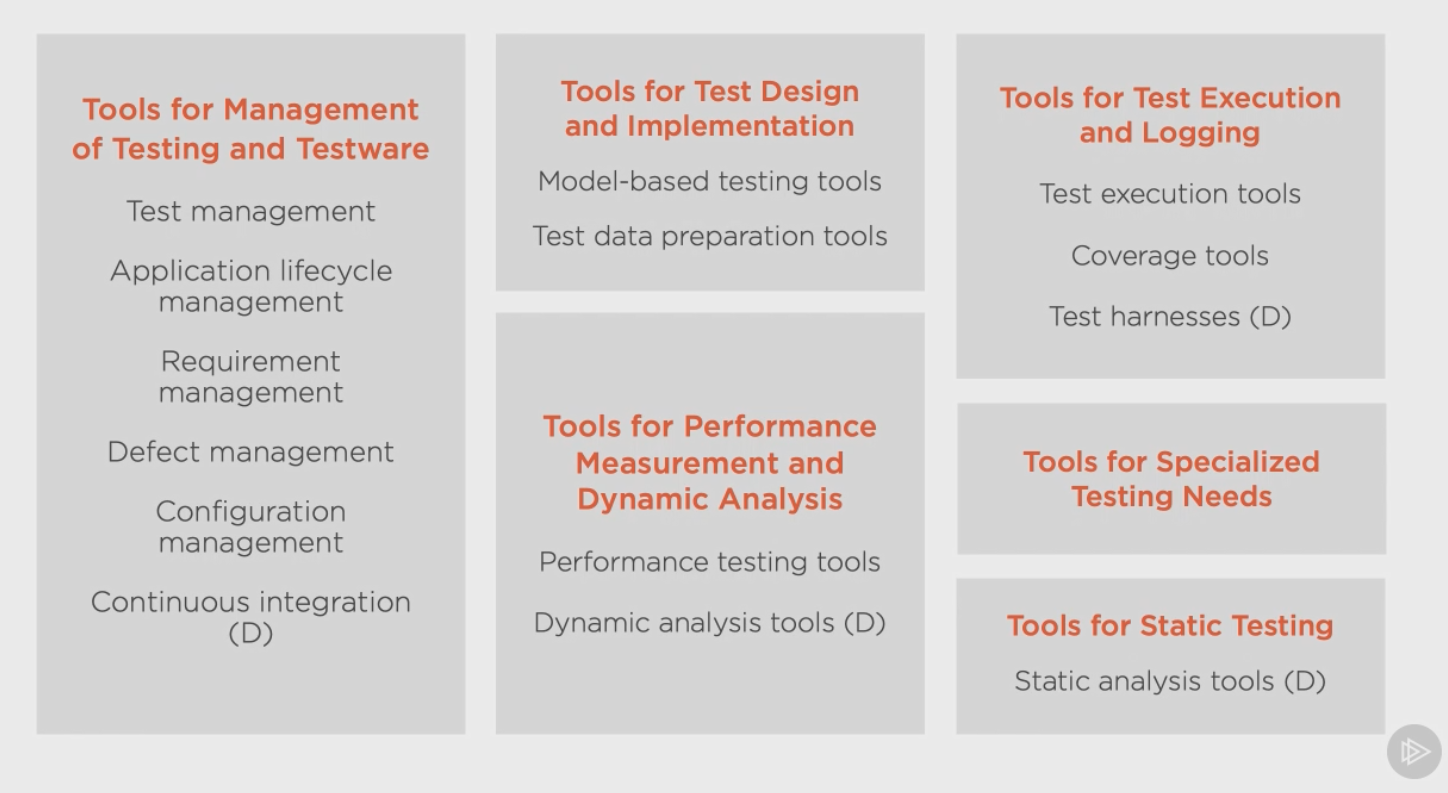 Tools for Management
of Testing and Testware
Test management
Application lifecycle
management
Requirement
management
Defect management
Configuration
management
Continuous integration
(D)
Tools for Test Design
and Implementation
Model-based testing tools
Test data preparation tools
Tools for Performance
Measurement and
Dynamic Analysis
Performance testing tools
Dynamic analysis tools (D)
Tools for Test Execution
and Logging
Test execution tools
Coverage tools
Test harnesses (D)
Tools for Specialized
Testing Needs
Tools for Static Testing
Static analysis tools (D)